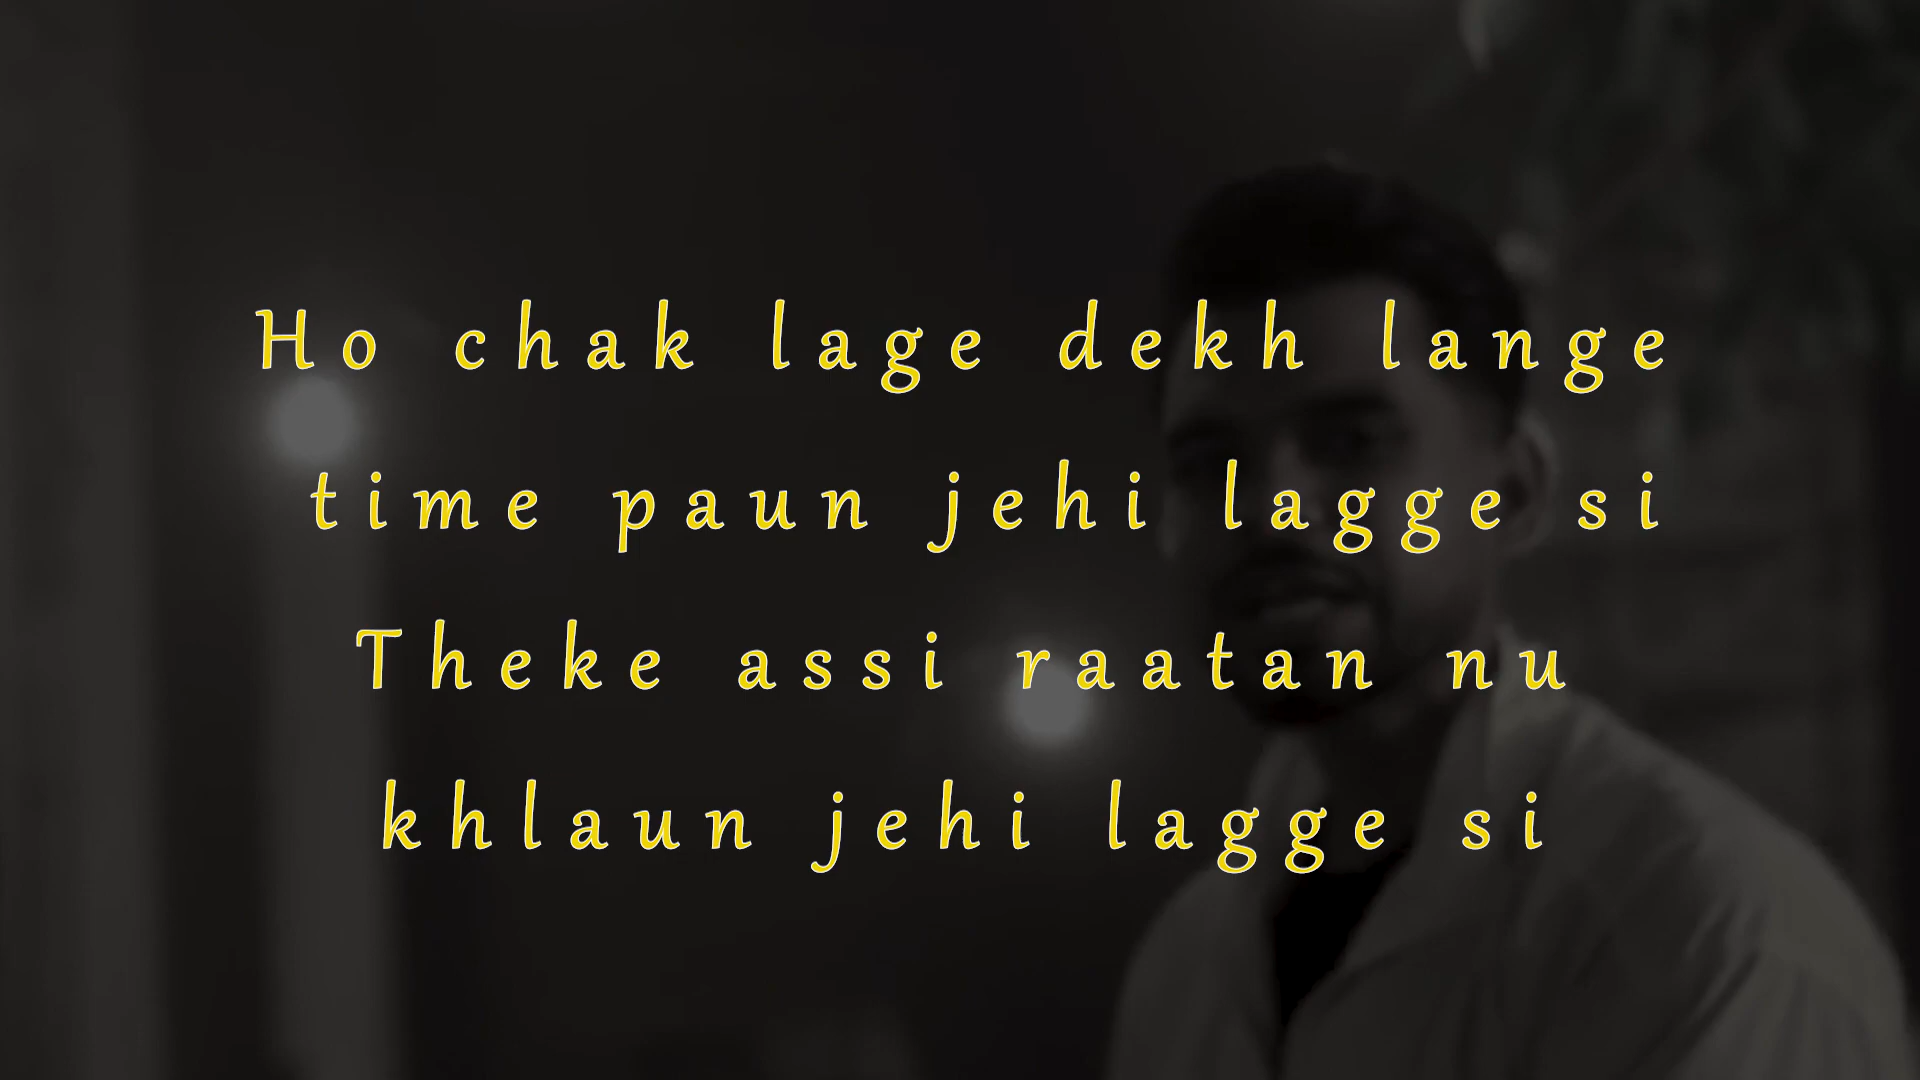 Ho chak lage dekh lange
time paun jehi lagge si
Theke assi raatan nu
khlaun jehi lagge si